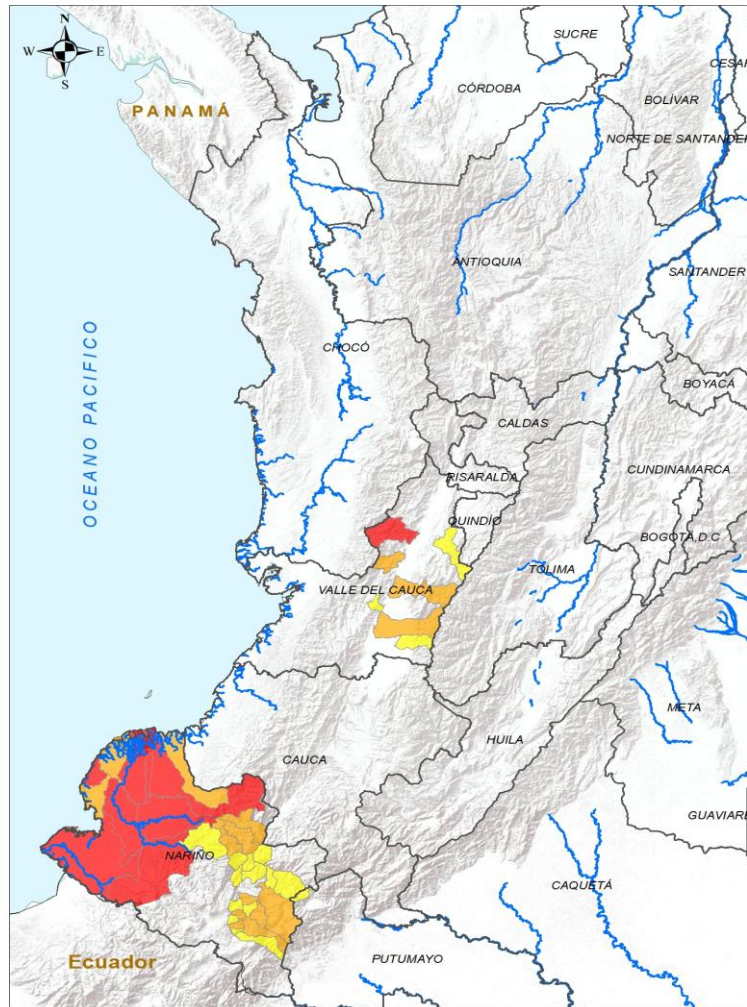 N
W E
S
SUCRE
CESAR
CÓRDOBA
BOLÍVAR
PANAMÁ
NORTE DE SANTANDER
ANTIOQUIA
SANTANDER
OCEANO PACIFICO
CHOCÓ
BOYACÁ
CALDAS
CUNDINAMARCA
RISARALDA
QUINDÍO
BOGOTÁ, D.C
TOLIMA
VALLE DEL CAUCA
META
HUILA
CAUCA
GUAVIARE
NARIÑO
CAQUETÁ
Ecuador
PUTUMAYO